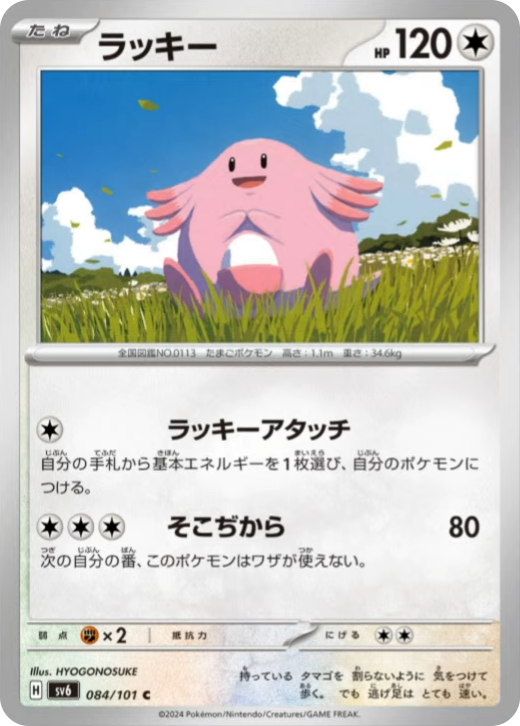 たね ラッキー HP 120
全国図鑑NO.0113 たまごポケモン 高さ:1.1m 重さ:34.6kg
ラッキーアタッチ
自分の手札から基本エネルギーを1枚選び、自分のポケモンに
つける。
そこぢから 80
次の自分の番、このポケモンはワザが使えない。
弱点 ×2 抵抗力 にげる
Illus. HYOGONOSUKE
H sv6 084/101 C
持っている タマゴを 割らないように 気をつけて
歩く。 でも 逃げ足は とても 速い。
©2024 Pokémon/Nintendo/Creatures/GAME FREAK.